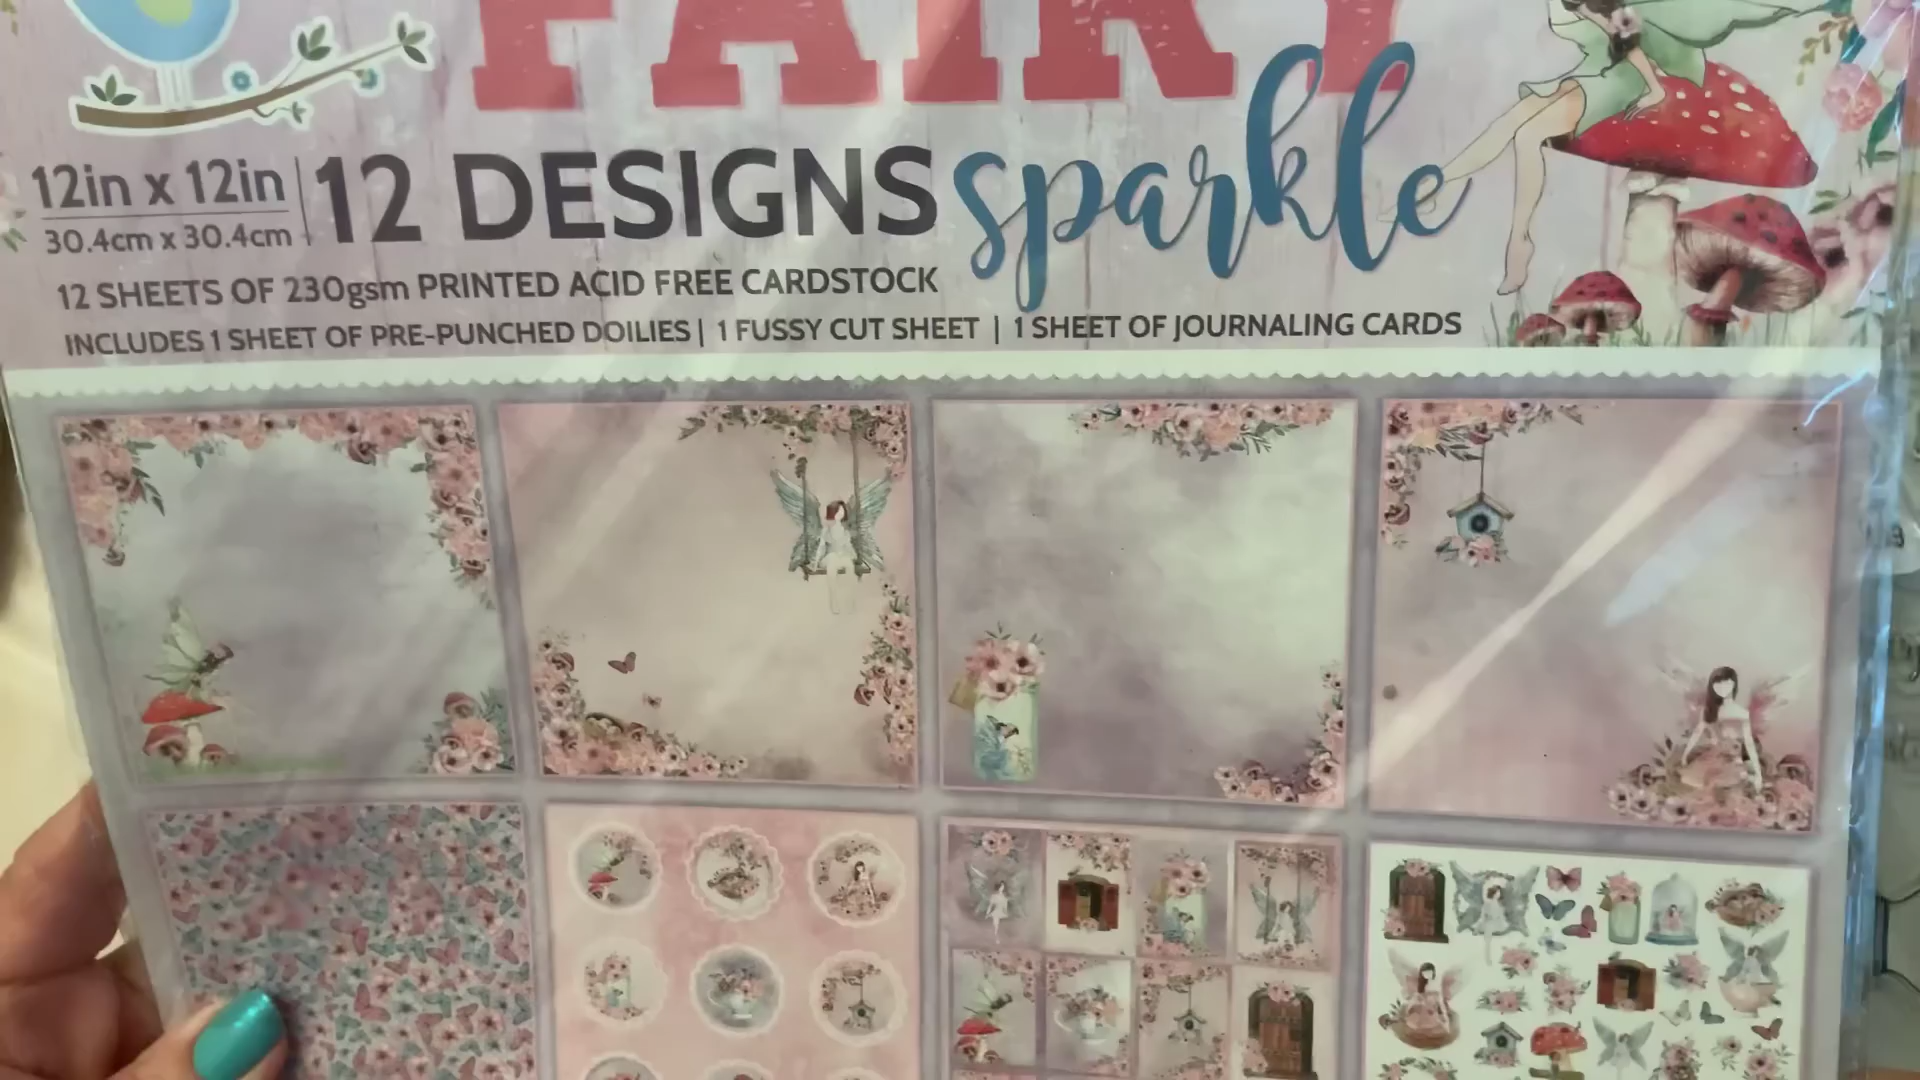 FAIRY
sparkle
12in x 12in
30.4cm x 30.4cm
12 DESIGNS
12 SHEETS OF 230gsm PRINTED ACID FREE CARDSTOCK
INCLUDES 1 SHEET OF PRE-PUNCHED DOILIES | 1 FUSSY CUT SHEET | 1 SHEET OF JOURNALING CARDS